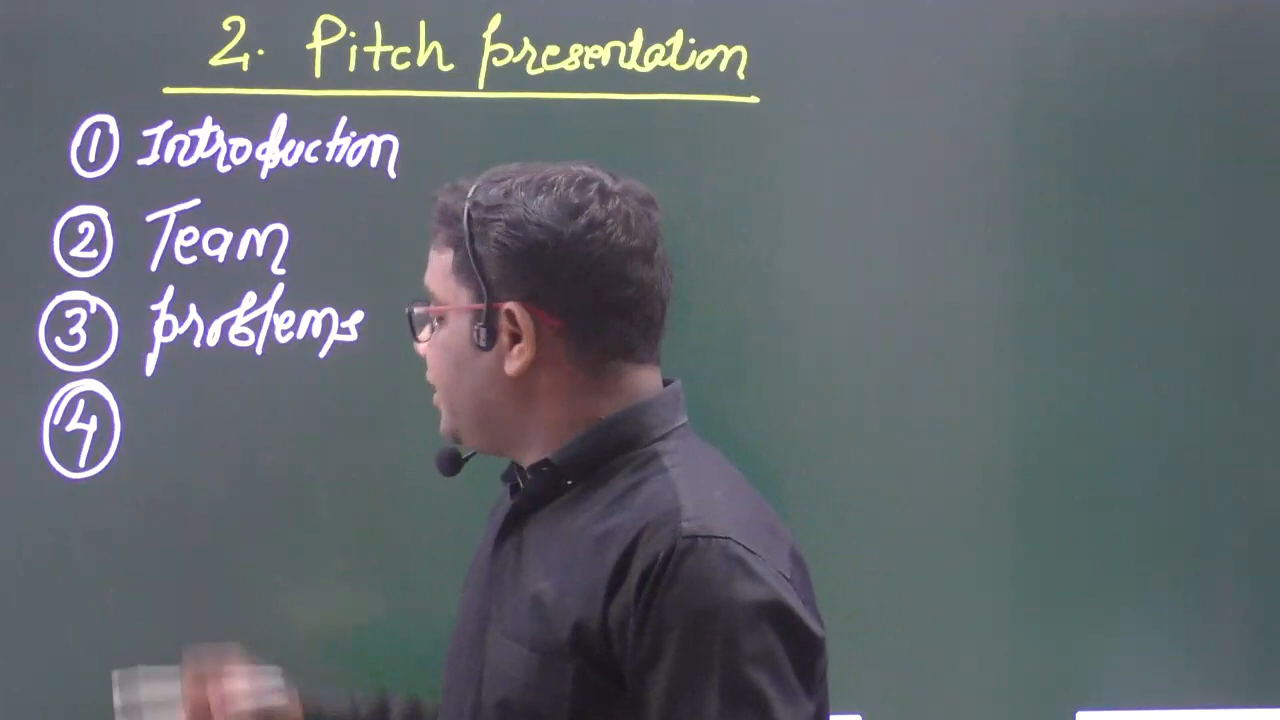 2. Pitch presentation
① Introduction
② Team
③ problems
④